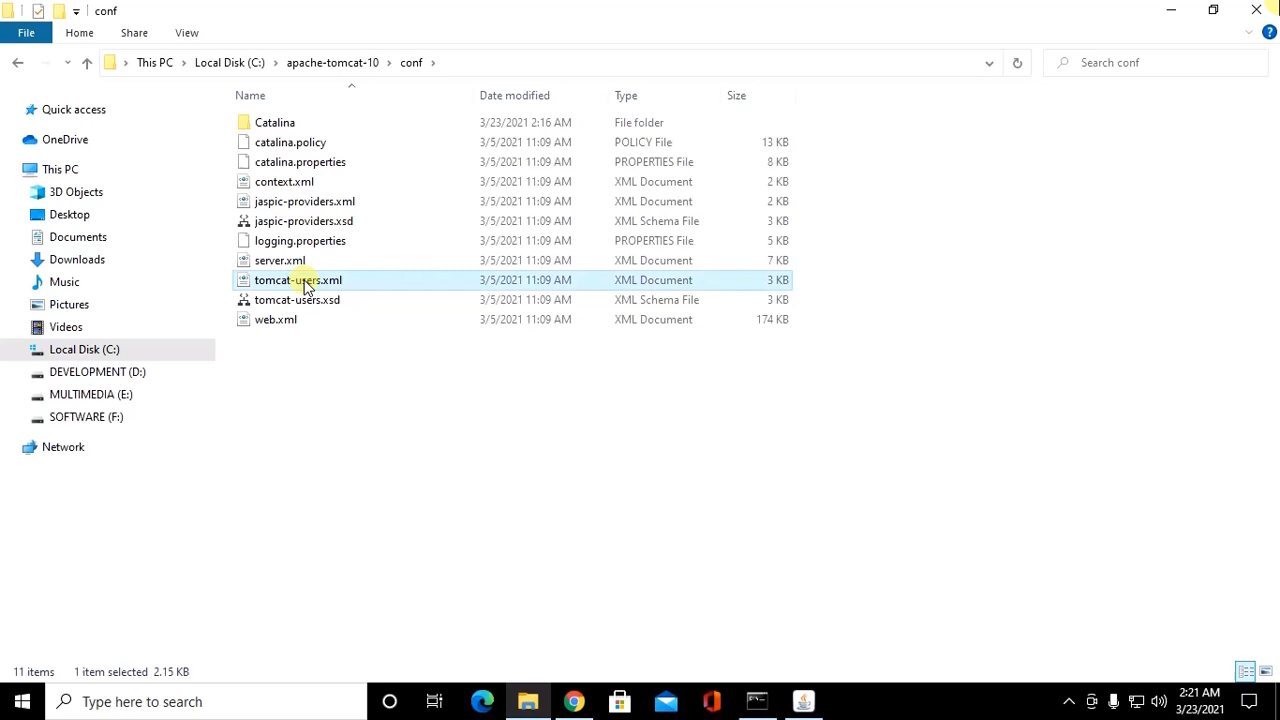 conf
File Home Share View
This PC Local Disk (C:) apache-tomcat-10 conf
Search conf
Name Date modified Type Size
Quick access
OneDrive
This PC
3D Objects
Desktop
Documents
Downloads
Music
Pictures
Videos
Local Disk (C:)
DEVELOPMENT (D:)
MULTIMEDIA (E:)
SOFTWARE (F:)
Network
Catalina 3/23/2021 2:16 AM File folder
catalina.policy 3/5/2021 11:09 AM POLICY File 13 KB
catalina.properties 3/5/2021 11:09 AM PROPERTIES File 8 KB
context.xml 3/5/2021 11:09 AM XML Document 2 KB
jaspic-providers.xml 3/5/2021 11:09 AM XML Document 2 KB
jaspic-providers.xsd 3/5/2021 11:09 AM XML Schema File 3 KB
logging.properties 3/5/2021 11:09 AM PROPERTIES File 5 KB
server.xml 3/5/2021 11:09 AM XML Document 7 KB
tomcat-users.xml 3/5/2021 11:09 AM XML Document 3 KB
tomcat-users.xsd 3/5/2021 11:09 AM XML Schema File 3 KB
web.xml 3/5/2021 11:09 AM XML Document 174 KB
11 items 1 item selected 2.15 KB
Type here to search
2:21 AM
3/23/2021